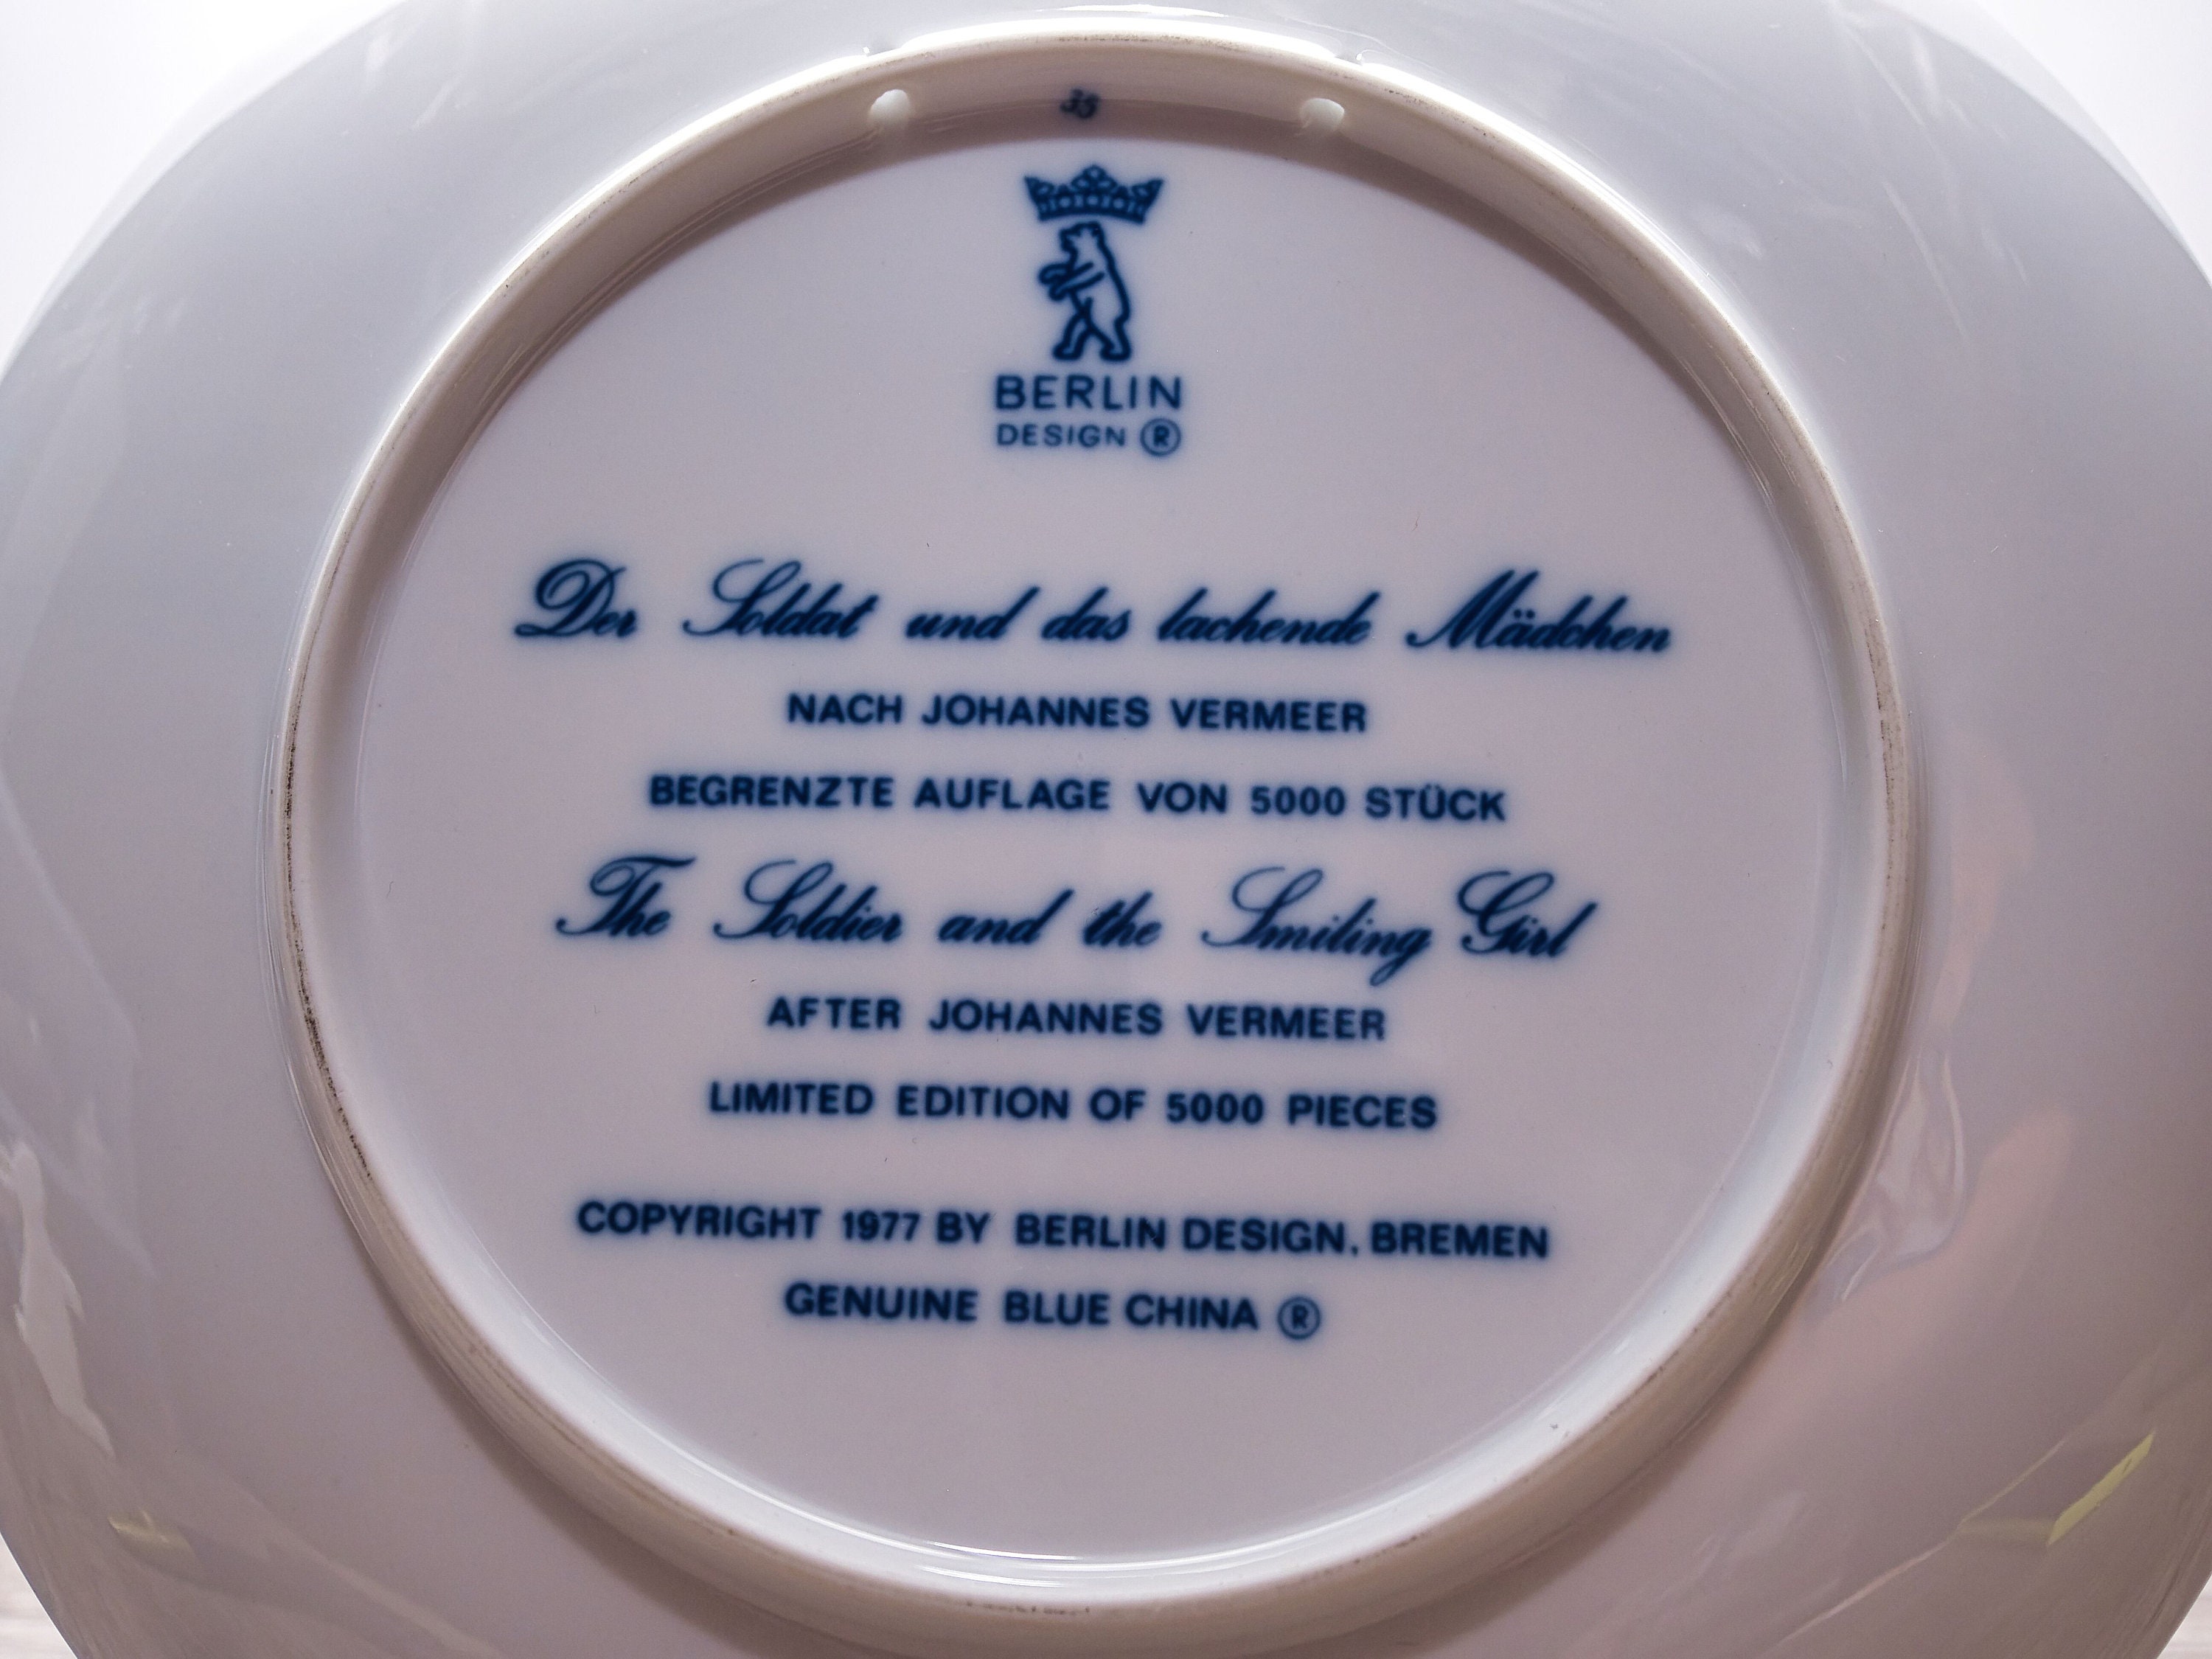 35
BERLIN
DESIGN ®
Der Soldat und das lachende Mädchen
NACH JOHANNES VERMEER
BEGRENZTE AUFLAGE VON 5000 STÜCK
The Soldier and the Smiling Girl
AFTER JOHANNES VERMEER
LIMITED EDITION OF 5000 PIECES
COPYRIGHT 1977 BY BERLIN DESIGN, BREMEN
GENUINE BLUE CHINA ®